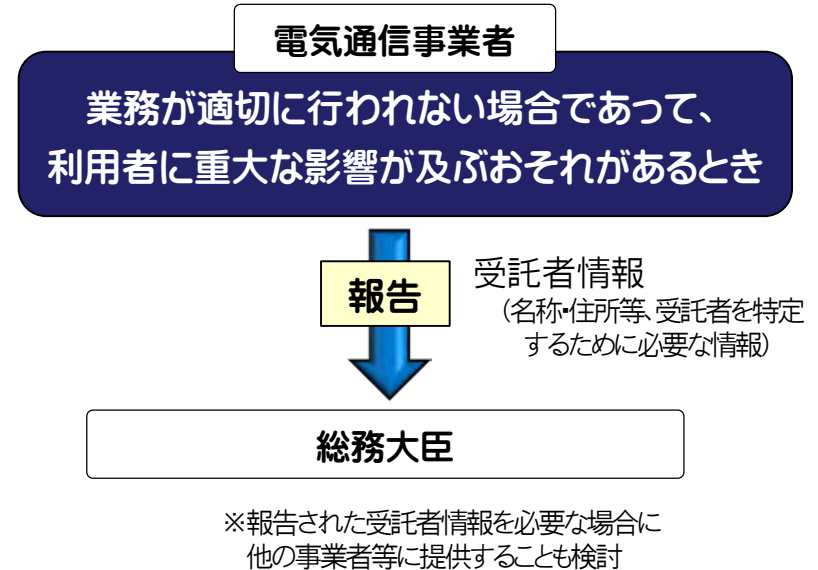 電気通信事業者
業務が適切に行われない場合であって、
利用者に重大な影響が及ぶおそれがあるとき
報告
受託者情報
(名称・住所等、受託者を特定
するために必要な情報)
総務大臣
※報告された受託者情報を必要な場合に
他の事業者等に提供することも検討